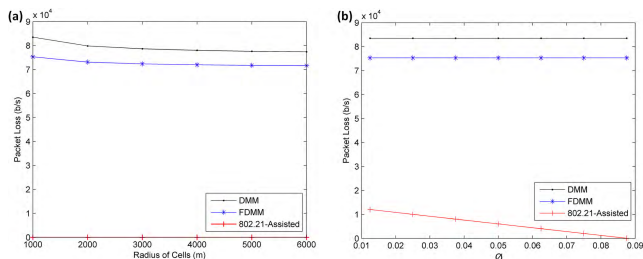 (a)
x 10⁴
9
8
7
6
5
4
3
2
1
0
Packet Loss (b/s)
DMM
FDMM
802.21-Assisted
1000 2000 3000 4000 5000 6000
Radius of Cells (m)
(b)
x 10⁴
9
8
7
6
5
4
3
2
1
0
Packet Loss (b/s)
DMM
FDMM
802.21-Assisted
0.01 0.02 0.03 0.04 0.05 0.06 0.07 0.08 0.09
Ø